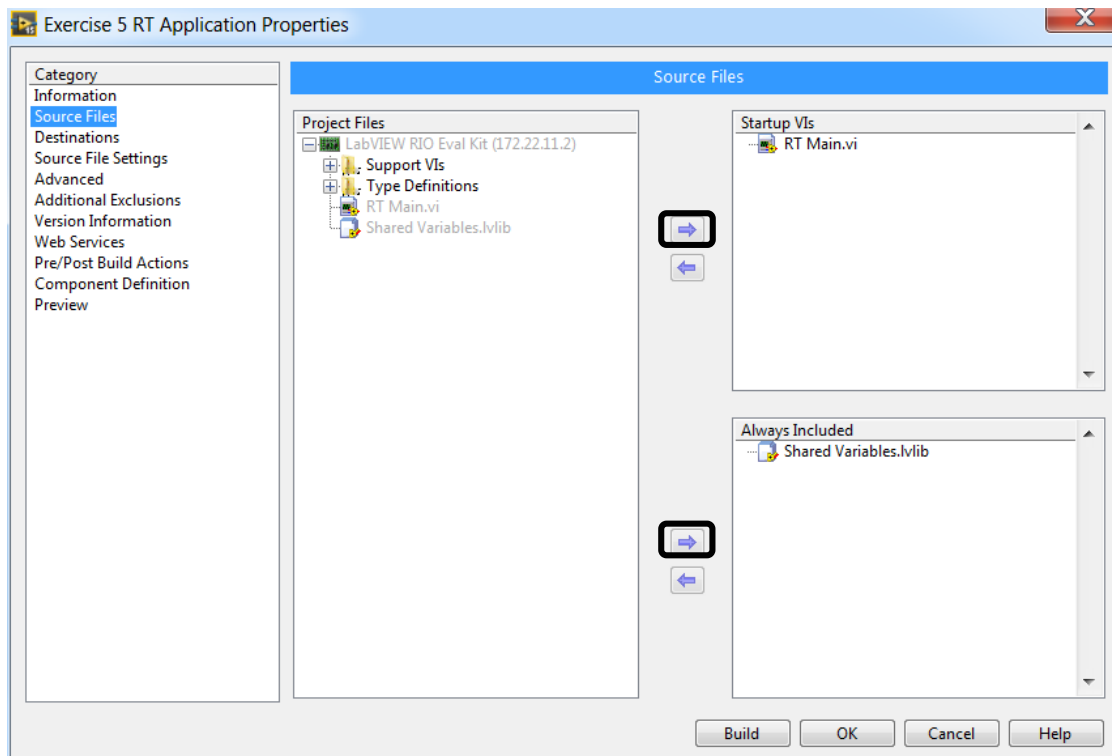 Exercise 5 RT Application Properties
Category
Information
Source Files
Destinations
Source File Settings
Advanced
Additional Exclusions
Version Information
Web Services
Pre/Post Build Actions
Component Definition
Preview
Source Files
Project Files
LabVIEW RIO Eval Kit (172.22.11.2)
Support VIs
Type Definitions
RT Main.vi
Shared Variables.lvlib
Startup VIs
RT Main.vi
Always Included
Shared Variables.lvlib
Build
OK
Cancel
Help